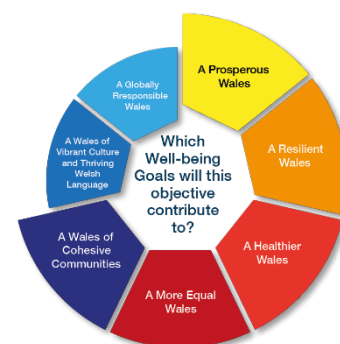 Which
Well-being
Goals will this
objective
contribute
to?
A Prosperous
Wales
A Resilient
Wales
A Healthier
Wales
A More Equal
Wales
A Wales of
Cohesive
Communities
A Wales of
Vibrant Culture
and Thriving
Welsh
Language
A Globally
Rresponsible
Wales